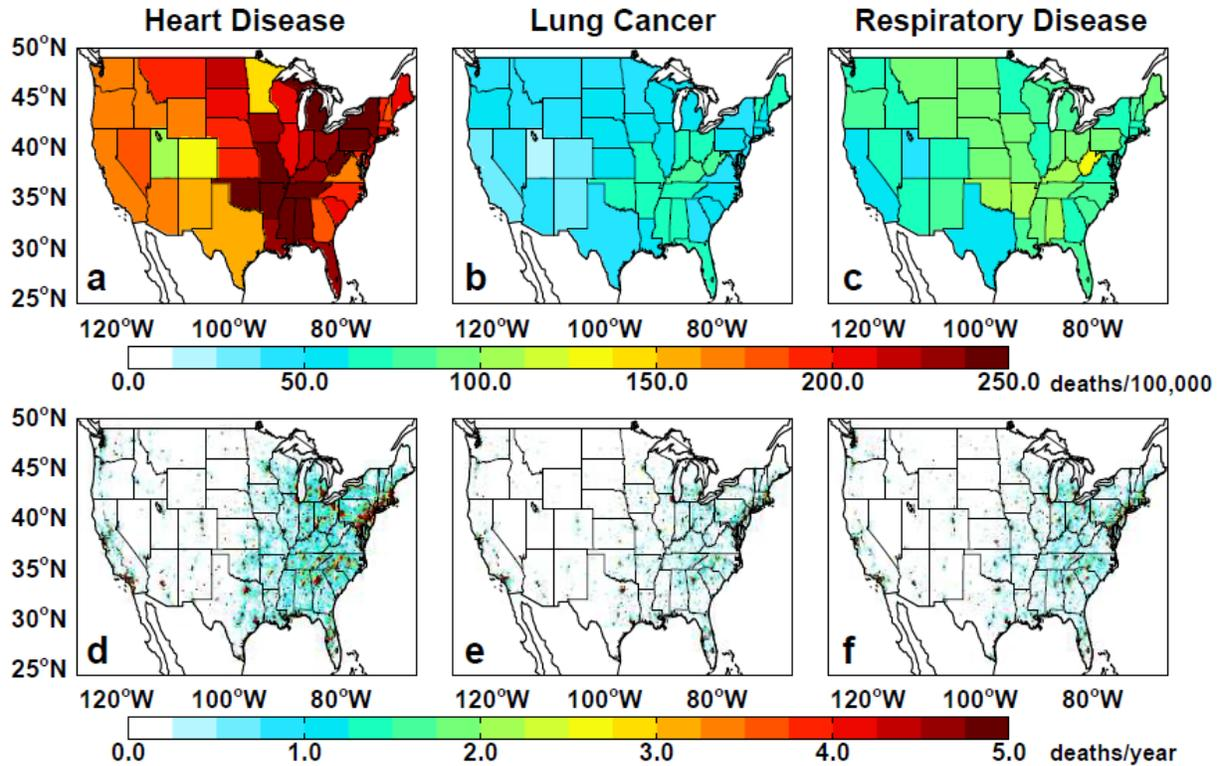 Heart Disease Lung Cancer Respiratory Disease
50°N
45°N
40°N
35°N
30°N
25°N
a b c
120°W 100°W 80°W 120°W 100°W 80°W 120°W 100°W 80°W
0.0 50.0 100.0 150.0 200.0 250.0 deaths/100,000
50°N
45°N
40°N
35°N
30°N
25°N
d e f
120°W 100°W 80°W 120°W 100°W 80°W 120°W 100°W 80°W
0.0 1.0 2.0 3.0 4.0 5.0 deaths/year